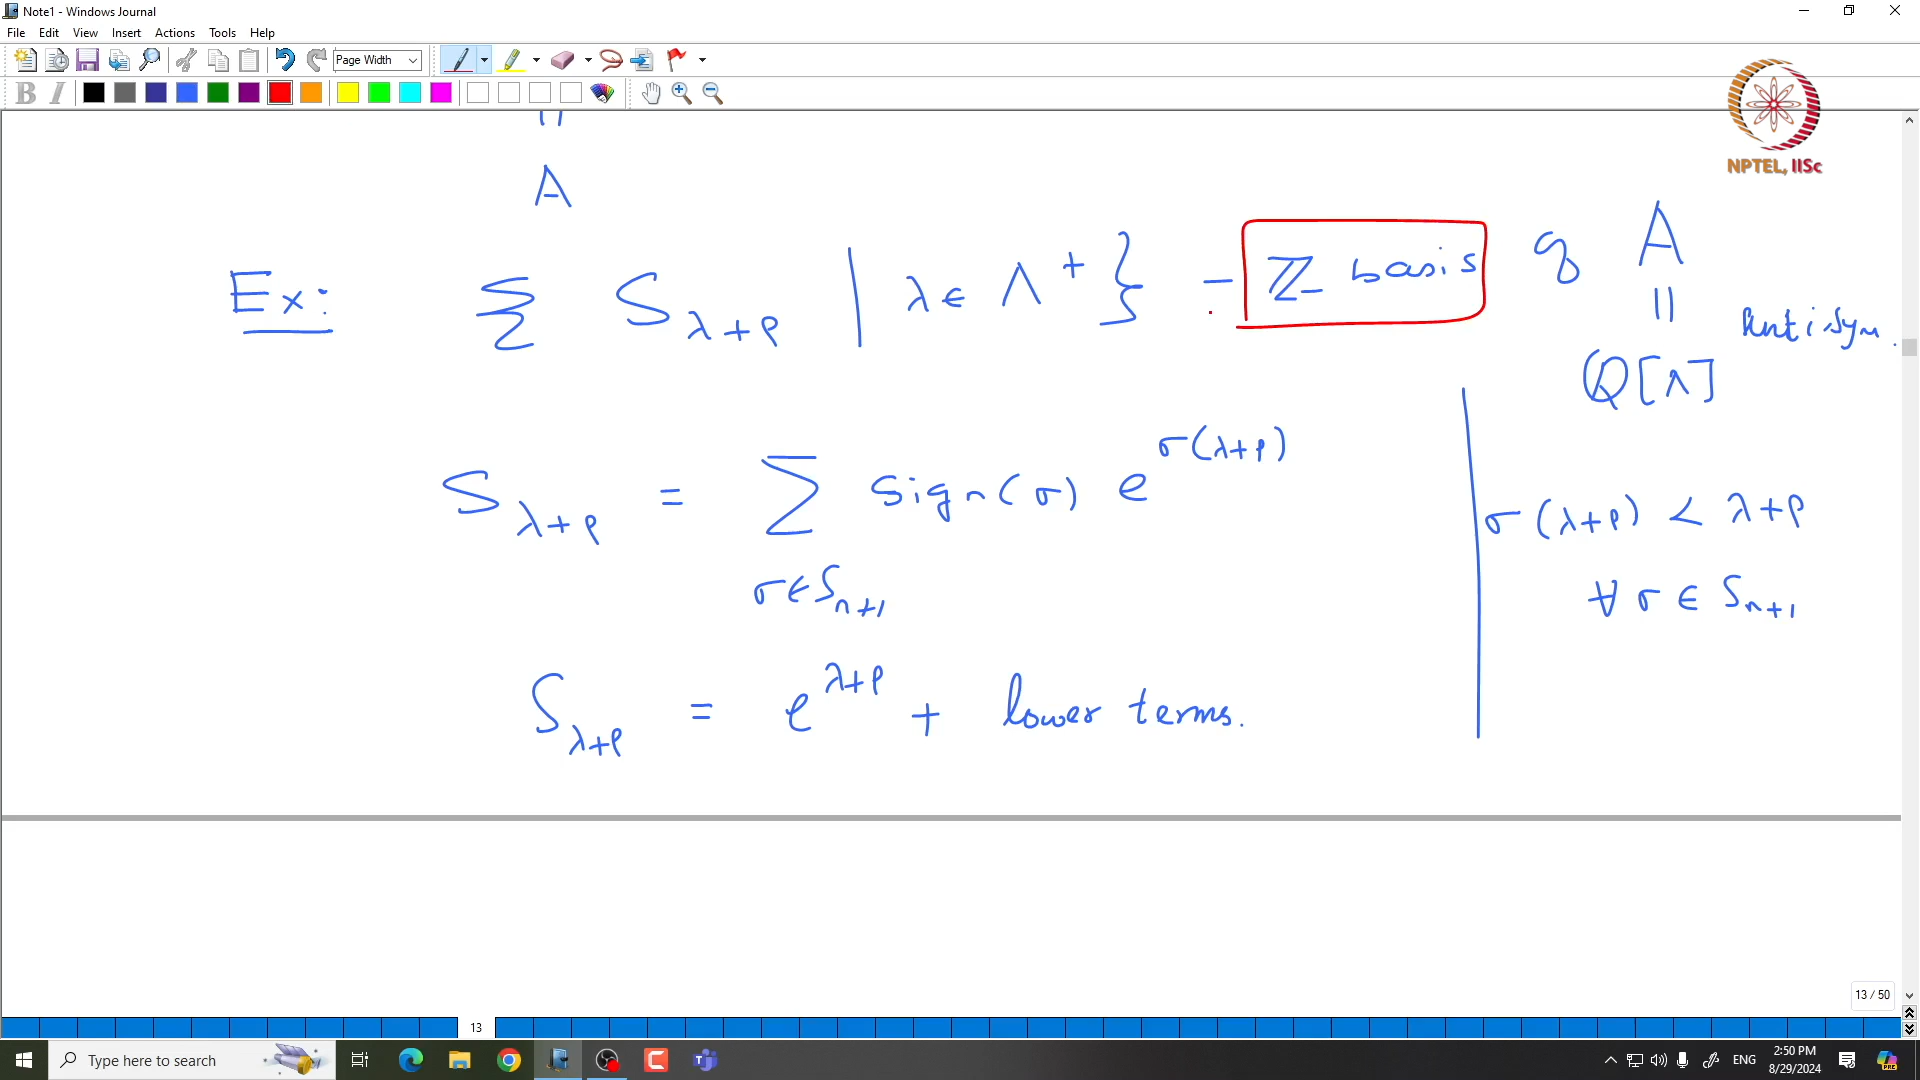 Note1 - Windows Journal
File Edit View Insert Actions Tools Help
Page Width
B I
NPTEL, IISc
A
Ex: { S_{λ+ρ} | λ ∈ Λ^+ } - ℤ basis of A
||
Antisym.
Q[Λ]
S_{λ+ρ} = Σ_{σ∈S_{n+1}} sign(σ) e^{σ(λ+ρ)}
σ(λ+ρ) < λ+ρ
∀ σ ∈ S_{n+1}
S_{λ+ρ} = e^{λ+ρ} + lower terms.
13 / 50
13
Type here to search
ENG
2:50 PM
8/29/2024